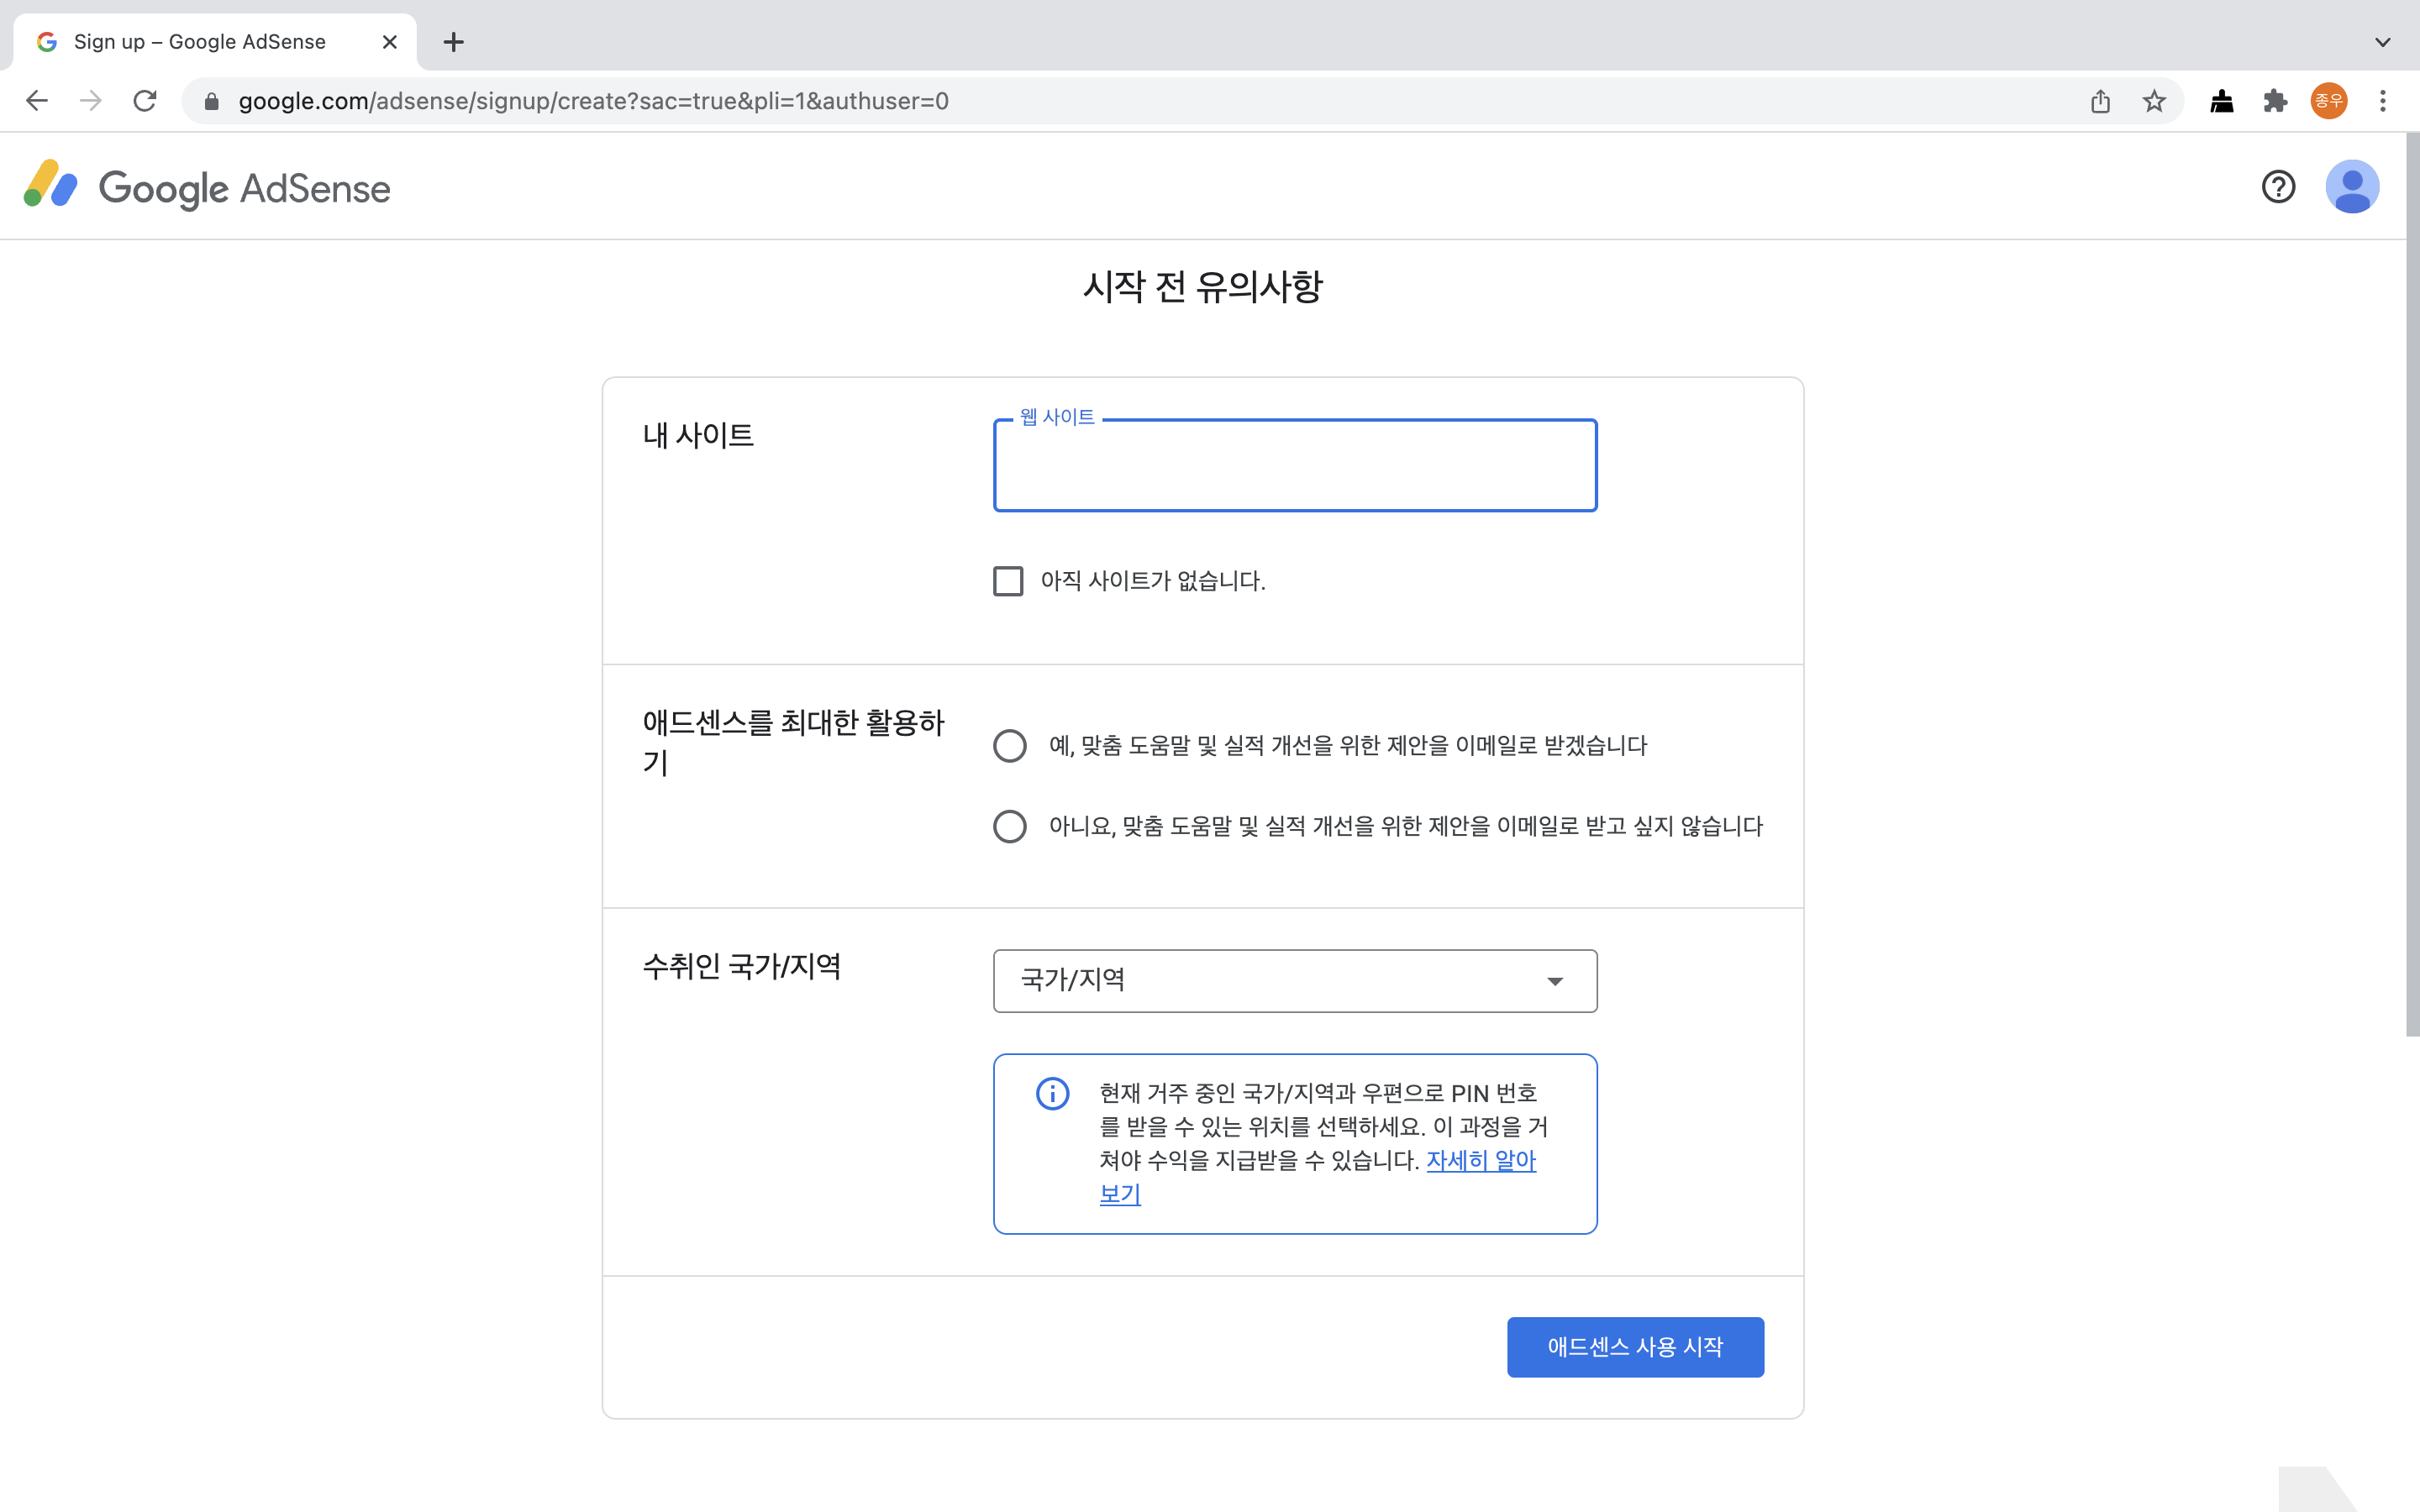 Sign up – Google AdSense
google.com/adsense/signup/create?sac=true&pli=1&authuser=0
종우
Google AdSense
시작 전 유의사항
내 사이트
웹 사이트
아직 사이트가 없습니다.
애드센스를 최대한 활용하
기
예, 맞춤 도움말 및 실적 개선을 위한 제안을 이메일로 받겠습니다
아니요, 맞춤 도움말 및 실적 개선을 위한 제안을 이메일로 받고 싶지 않습니다
수취인 국가/지역
국가/지역
현재 거주 중인 국가/지역과 우편으로 PIN 번호
를 받을 수 있는 위치를 선택하세요. 이 과정을 거
쳐야 수익을 지급받을 수 있습니다. 자세히 알아
보기
애드센스 사용 시작